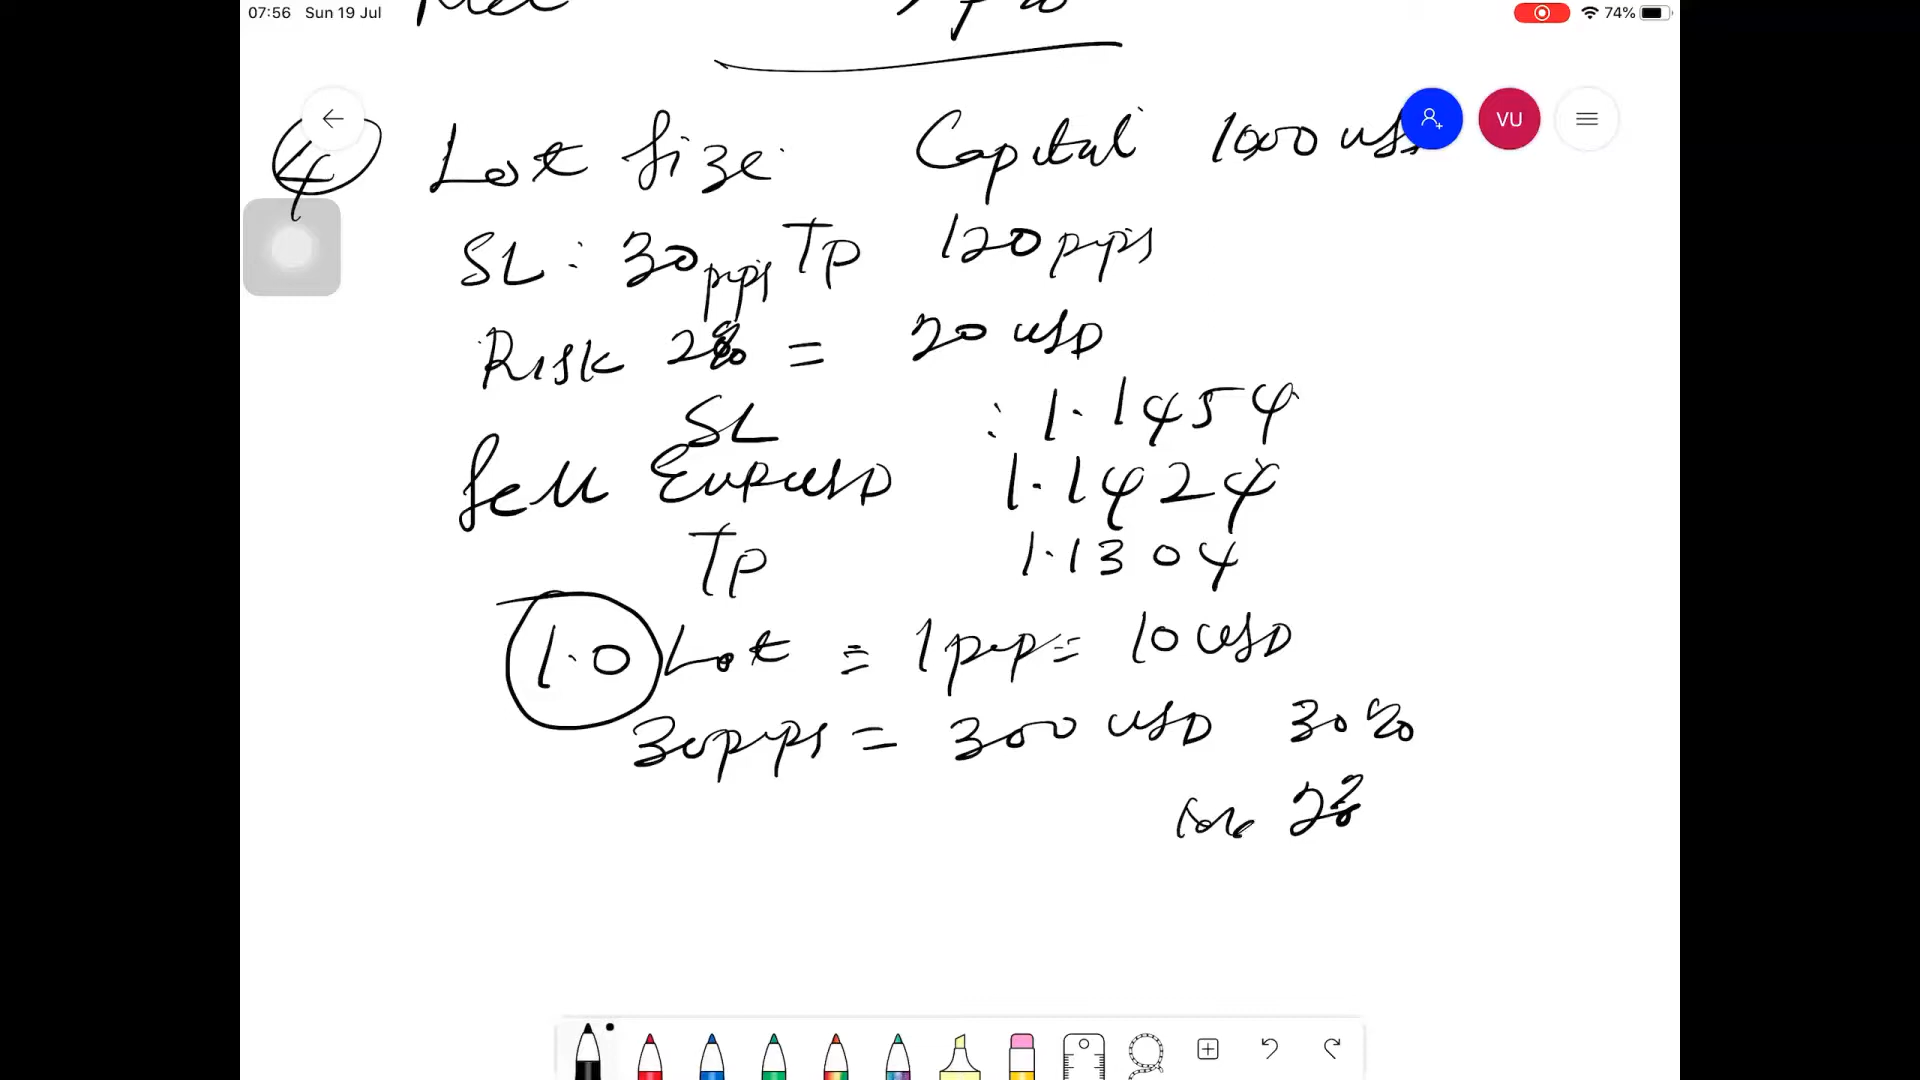 07:56 Sun 19 Jul 74%
4 Lot Size: Capital 1000 USD
VU
SL: 30 pips TP 120 pips
Risk 2% = 20 USD
SL : 1.1454
Sell EURUSD 1.1424
TP 1.1304
1.0 Lot = 1 pip = 10 USD
30 pips = 300 USD 30%
2%